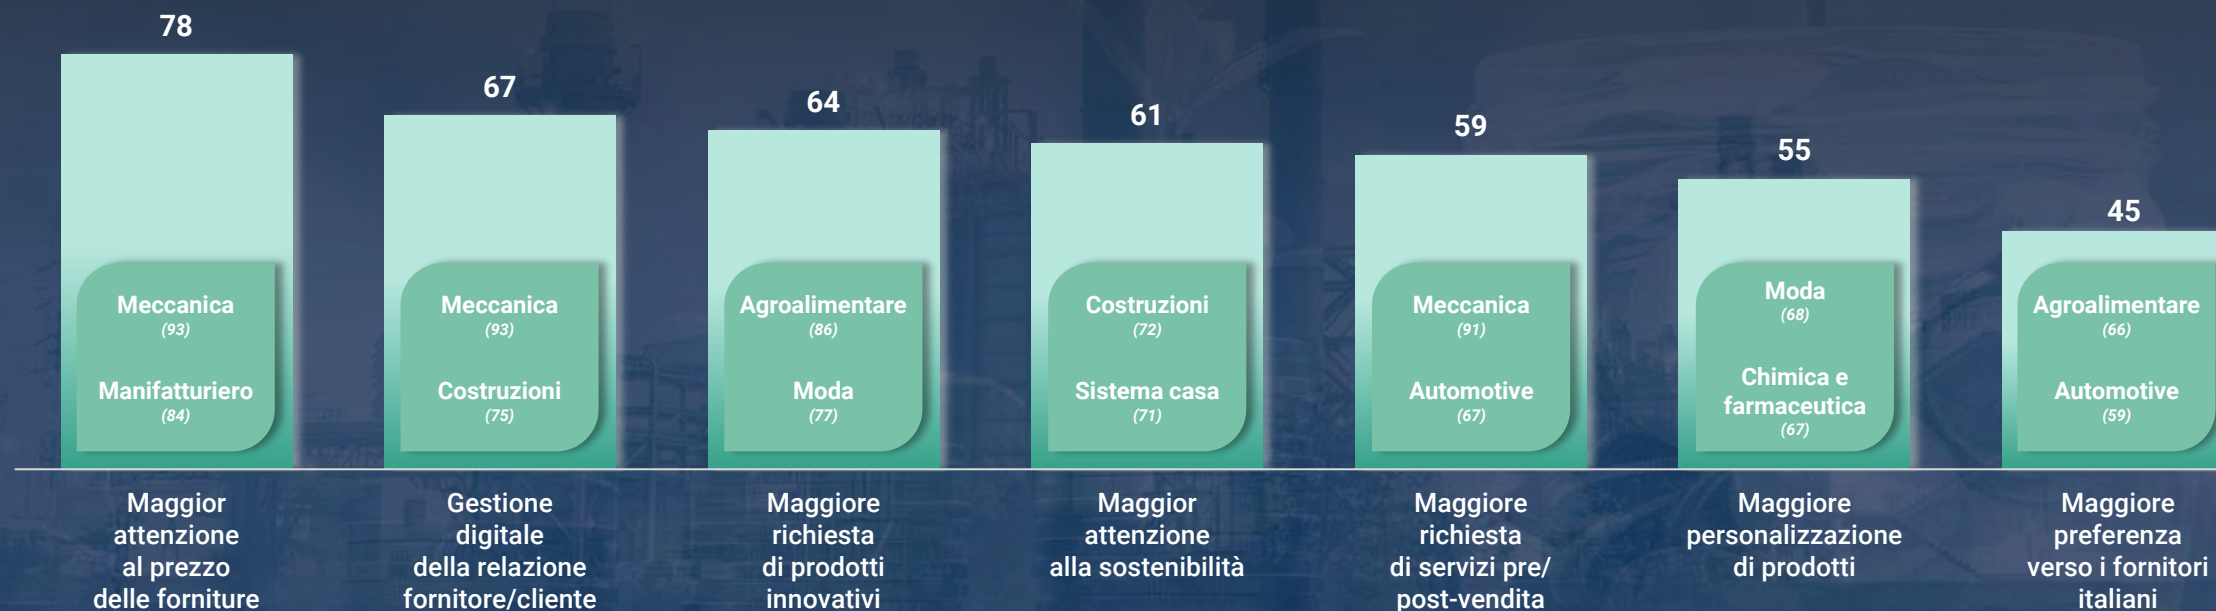 78
67
64
61
59
55
45
Meccanica
(93)
Manifatturiero
(84)
Meccanica
(93)
Costruzioni
(75)
Agroalimentare
(86)
Moda
(77)
Costruzioni
(72)
Sistema casa
(71)
Meccanica
(91)
Automotive
(67)
Moda
(68)
Chimica e
farmaceutica
(67)
Agroalimentare
(66)
Automotive
(59)
Maggior
attenzione
al prezzo
delle forniture
Gestione
digitale
della relazione
fornitore/cliente
Maggiore
richiesta
di prodotti
innovativi
Maggior
attenzione
alla sostenibilità
Maggiore
richiesta
di servizi pre/
post-vendita
Maggiore
personalizzazione
di prodotti
Maggiore
preferenza
verso i fornitori
italiani